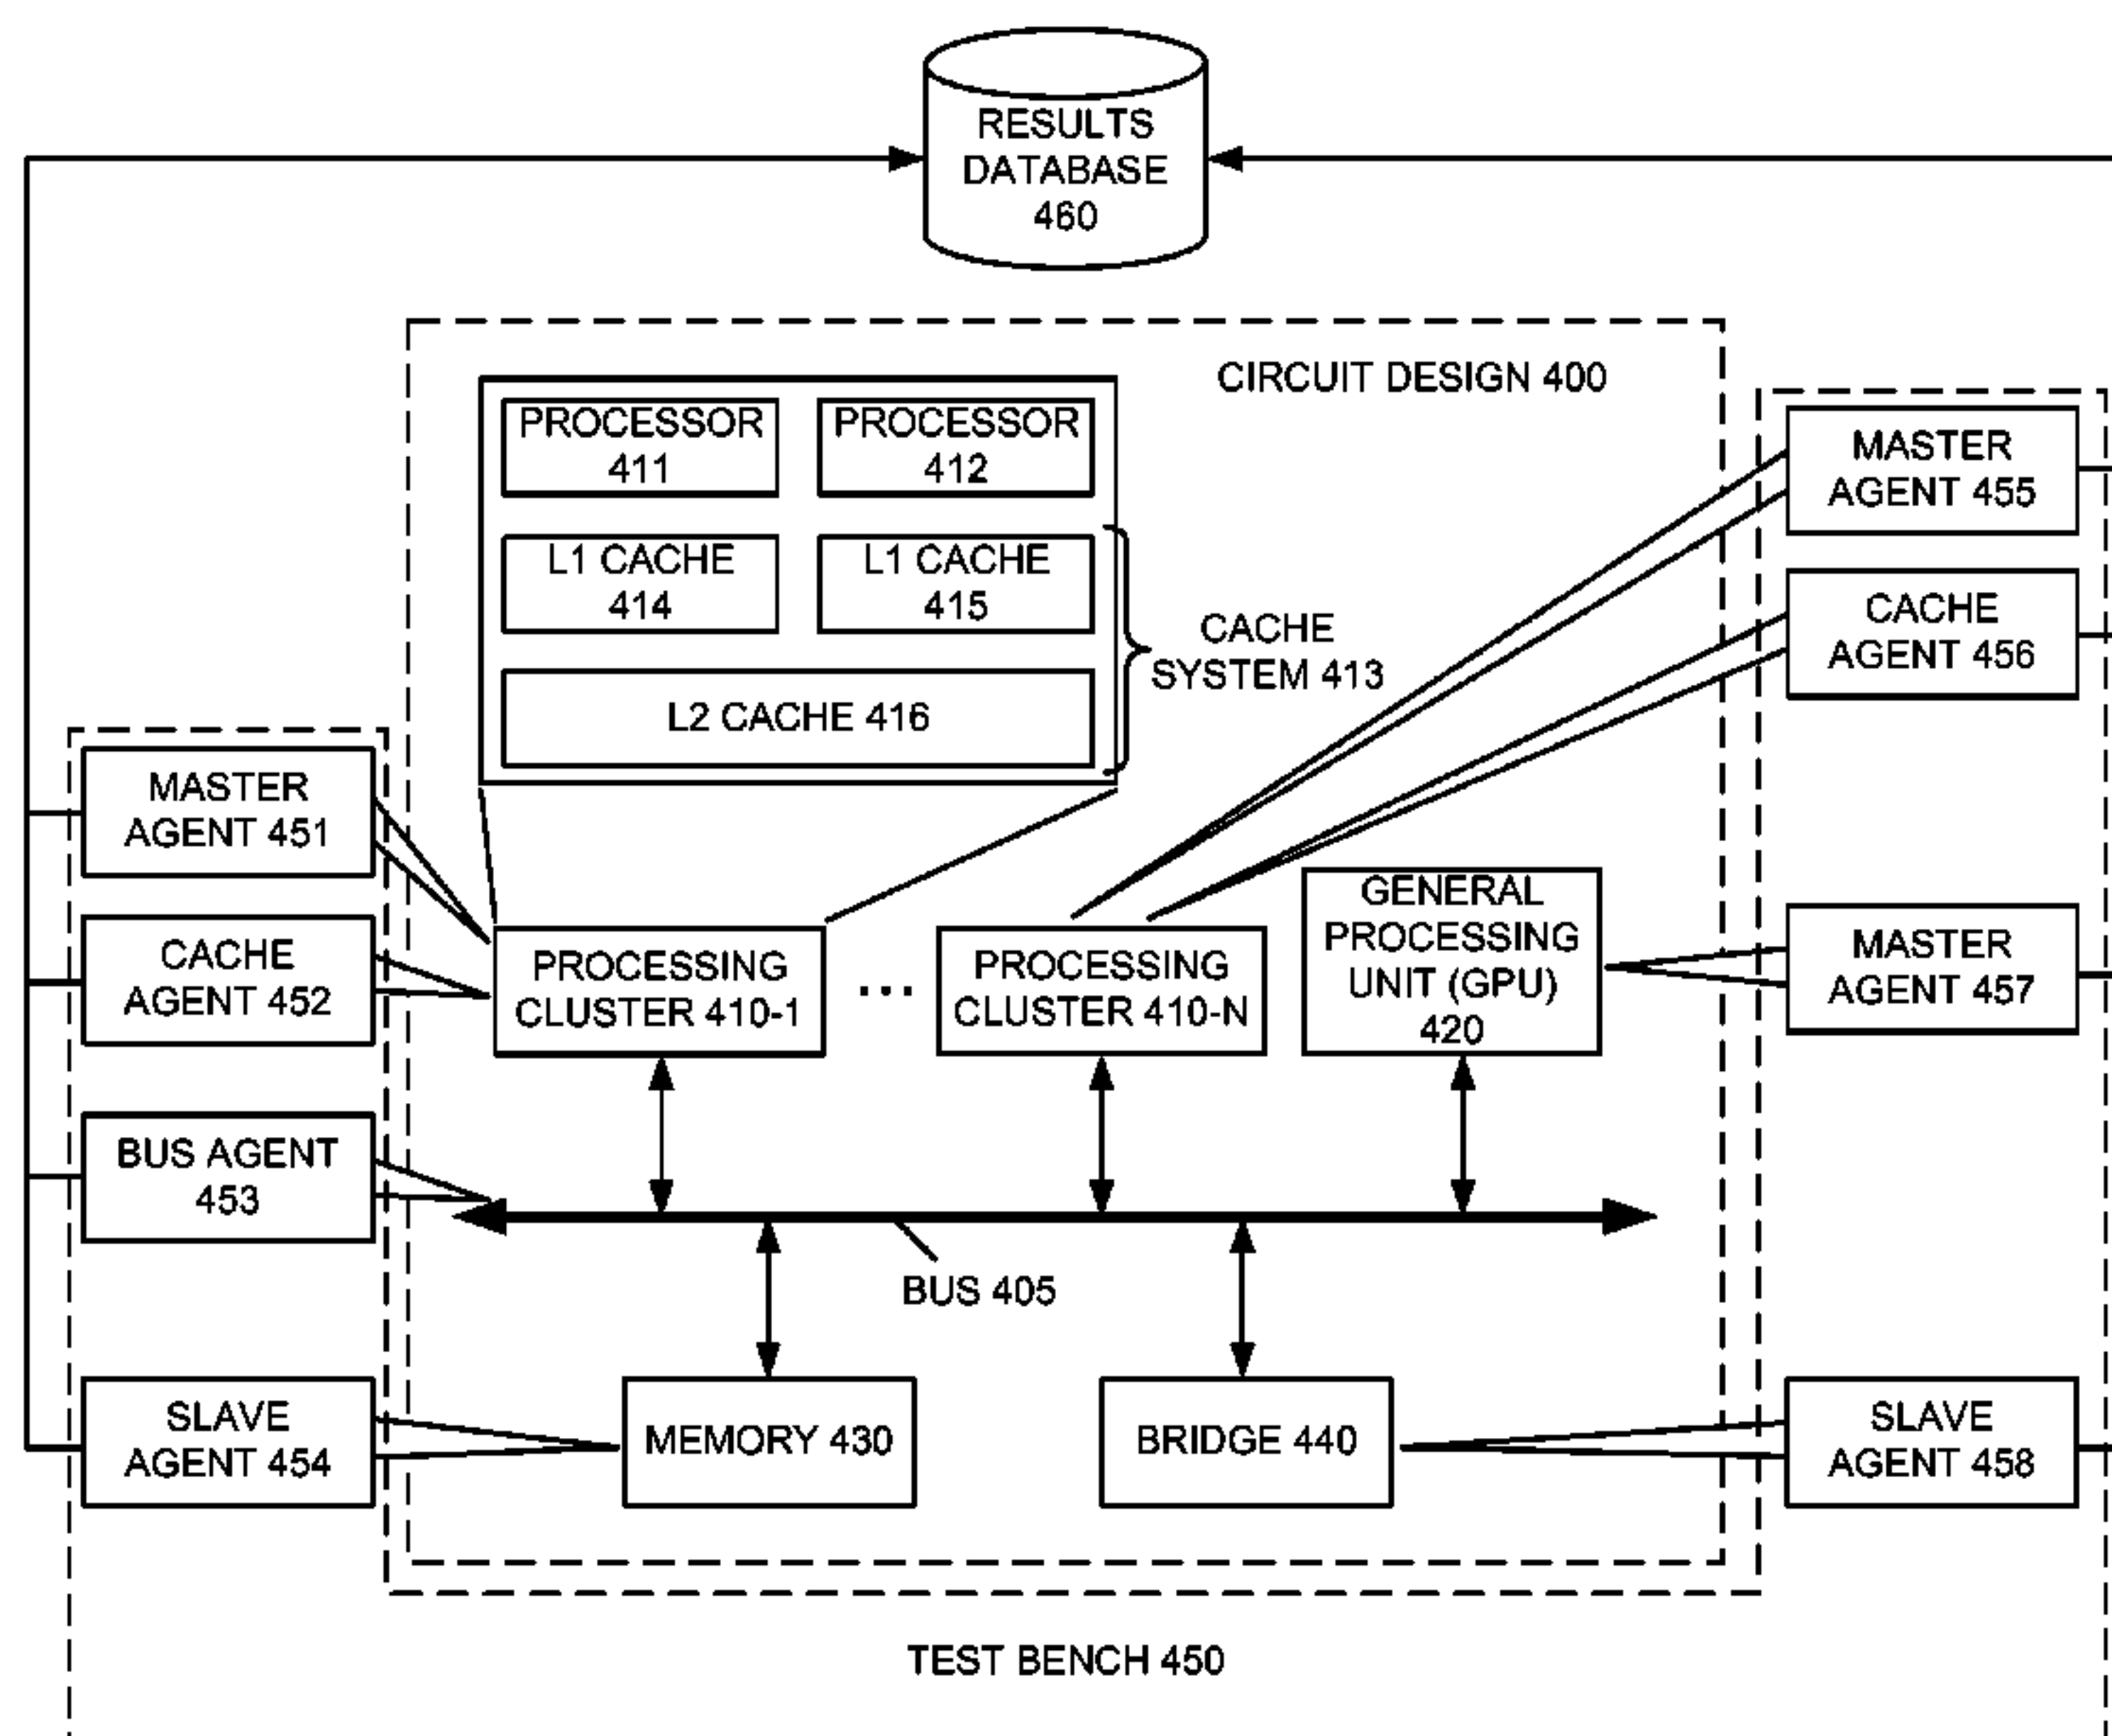 RESULTS
DATABASE
460
CIRCUIT DESIGN 400
PROCESSOR
411
PROCESSOR
412
L1 CACHE
414
L1 CACHE
415
CACHE
SYSTEM 413
L2 CACHE 416
MASTER
AGENT 455
CACHE
AGENT 456
MASTER
AGENT 451
CACHE
AGENT 452
BUS AGENT
453
SLAVE
AGENT 454
PROCESSING
CLUSTER 410-1
...
PROCESSING
CLUSTER 410-N
GENERAL
PROCESSING
UNIT (GPU)
420
MASTER
AGENT 457
BUS 405
MEMORY 430
BRIDGE 440
SLAVE
AGENT 458
TEST BENCH 450